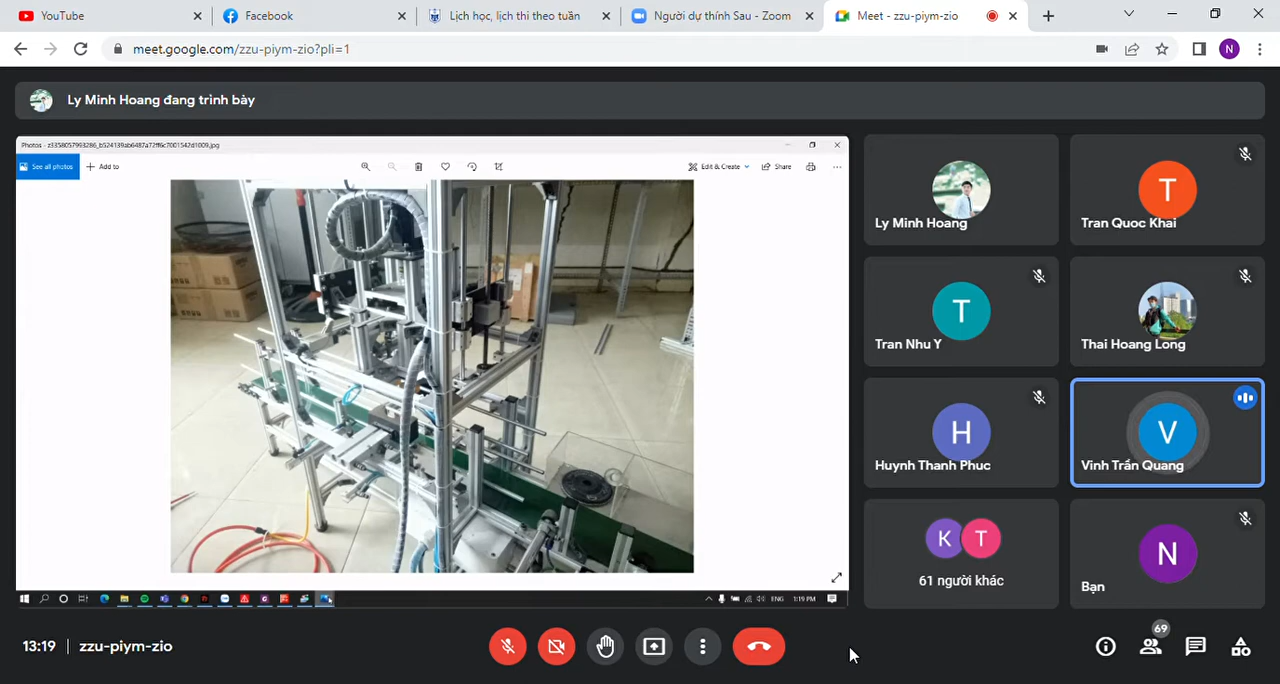 YouTube
Facebook
Lịch học, lịch thi theo tuần
Người dự thính Sau - Zoom
Meet - zzu-piym-zio
meet.google.com/zzu-piym-zio?pli=1
N
Ly Minh Hoang đang trình bày
See all photos
Add to
Edit & Create
Share
Ly Minh Hoang
T
Tran Quoc Khai
T
Tran Nhu Y
Thai Hoang Long
H
Huynh Thanh Phuc
V
Vinh Trần Quang
K T
61 người khác
N
Bạn
ENG
1:19 PM
13:19
zzu-piym-zio
69